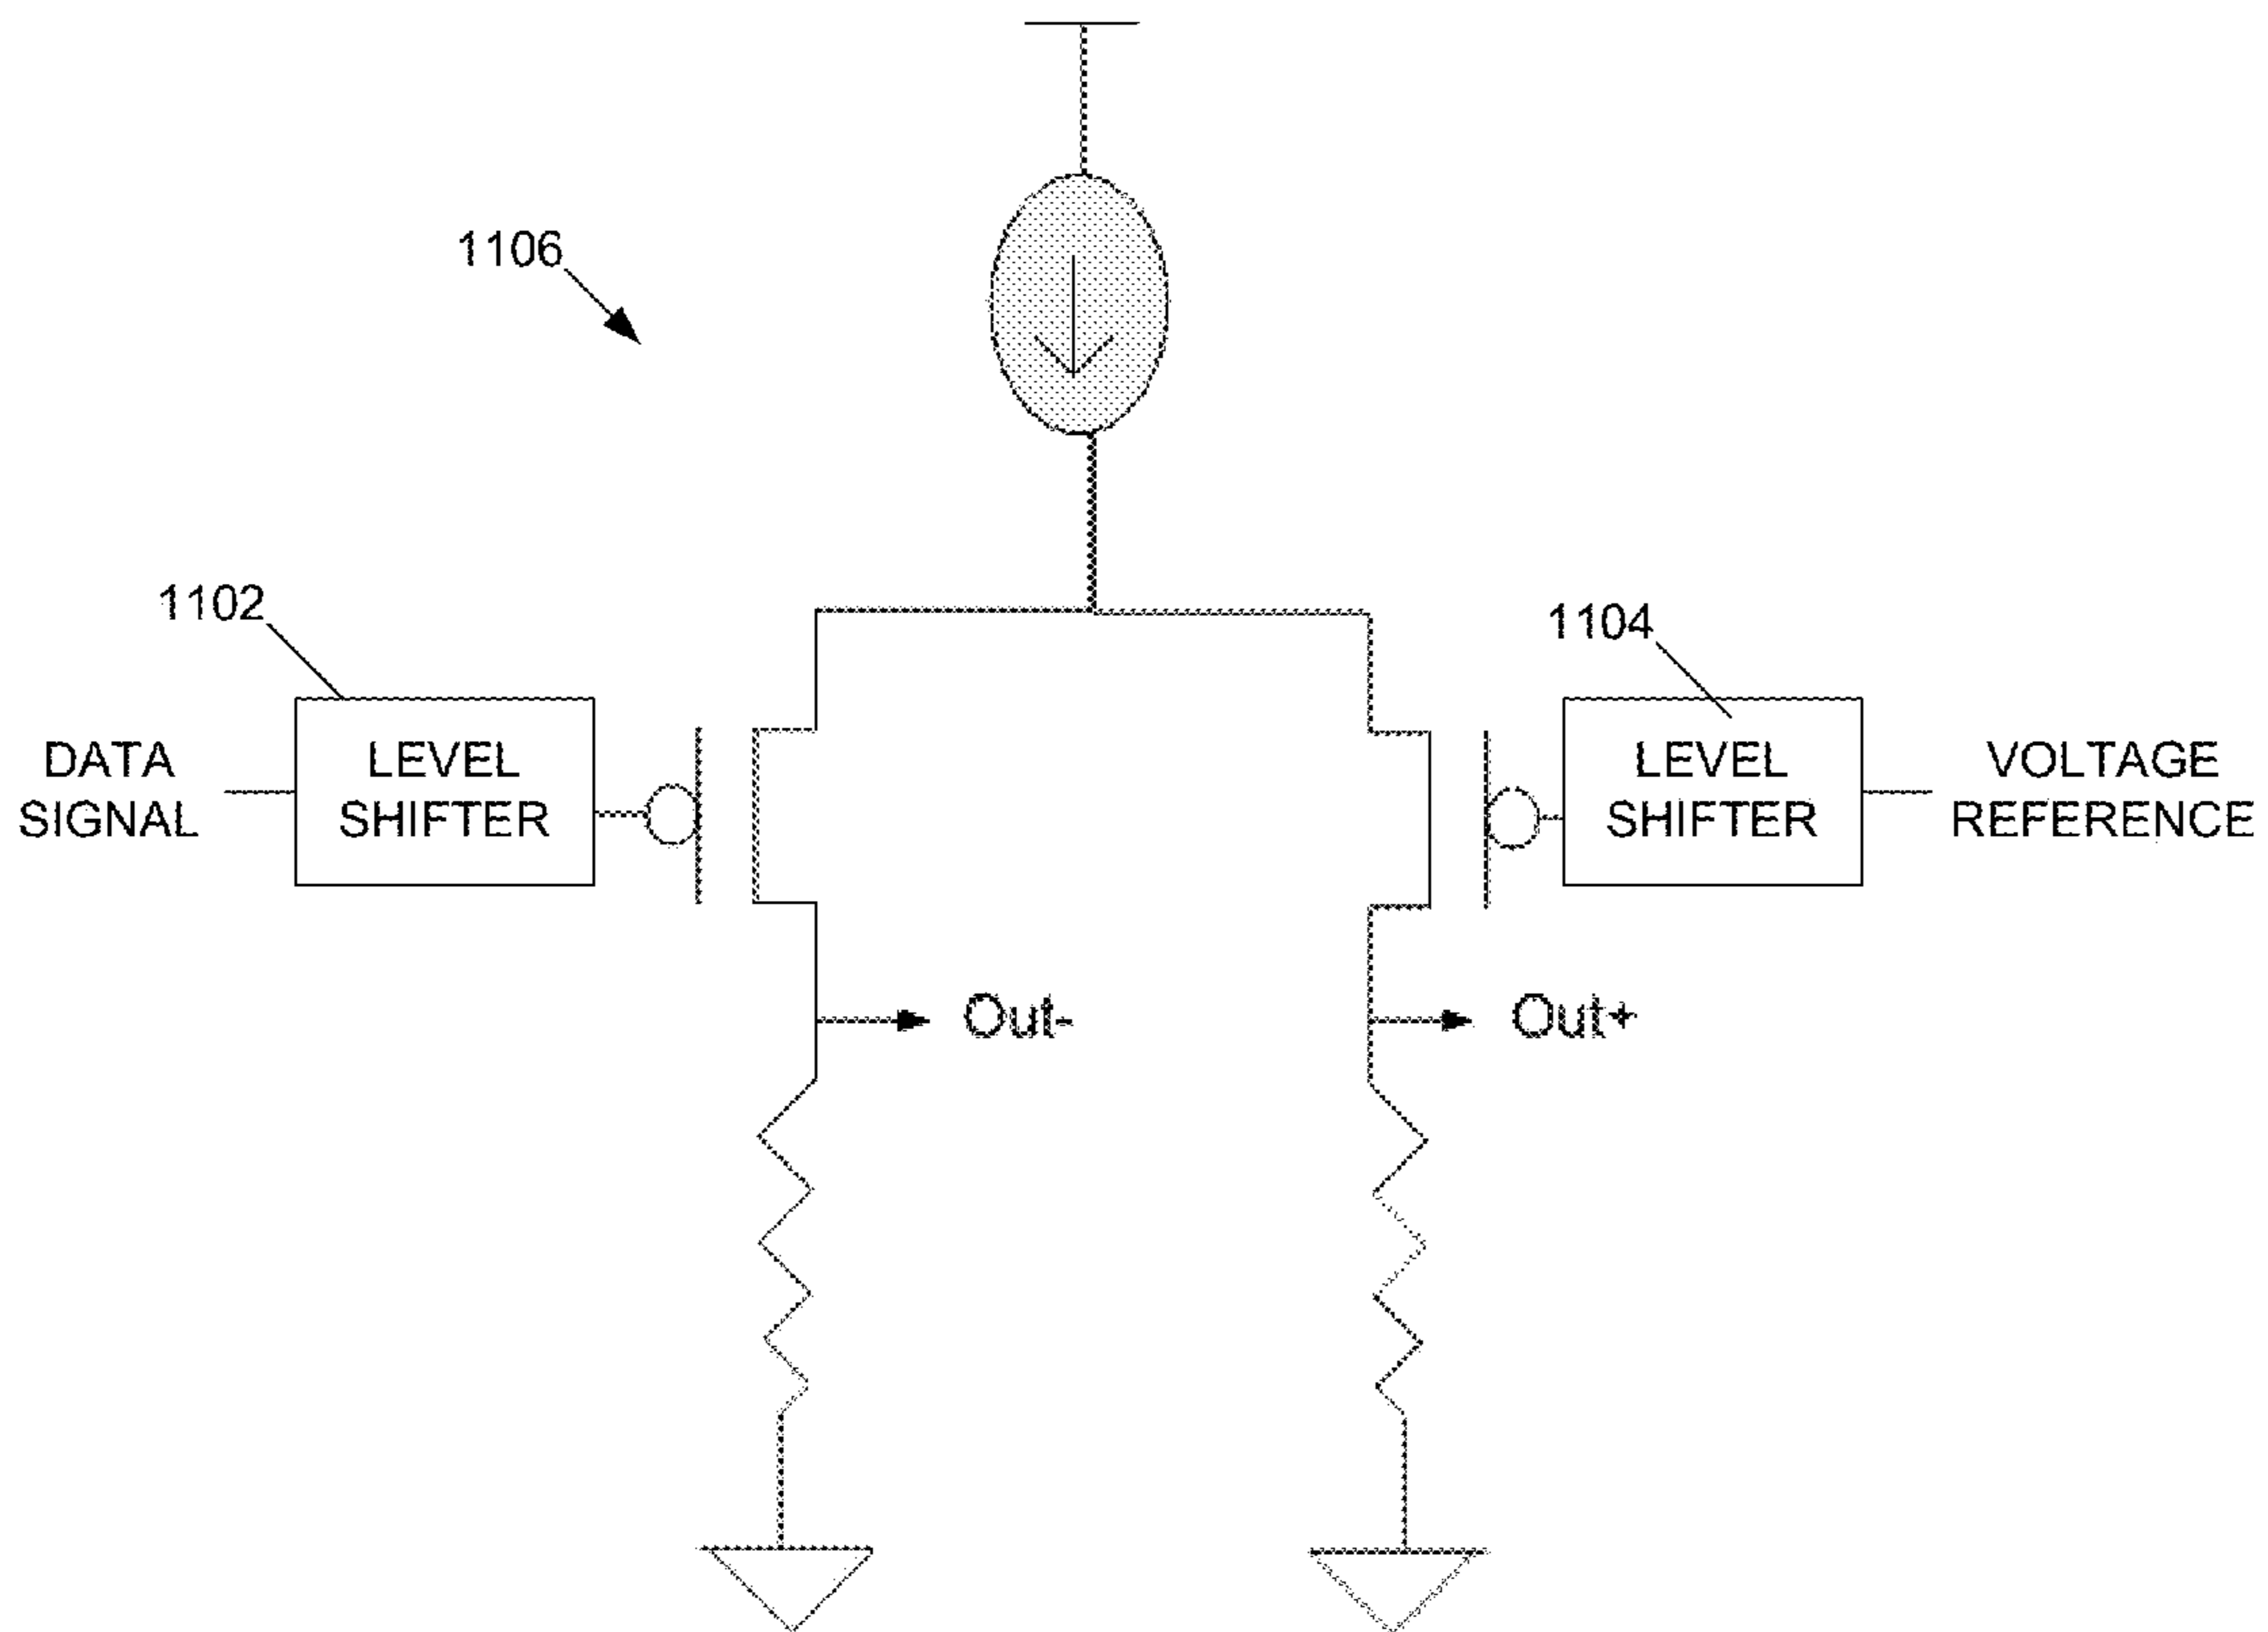 1106
1102
1104
DATA
SIGNAL
LEVEL
SHIFTER
LEVEL
SHIFTER
VOLTAGE
REFERENCE
Out-
Out+